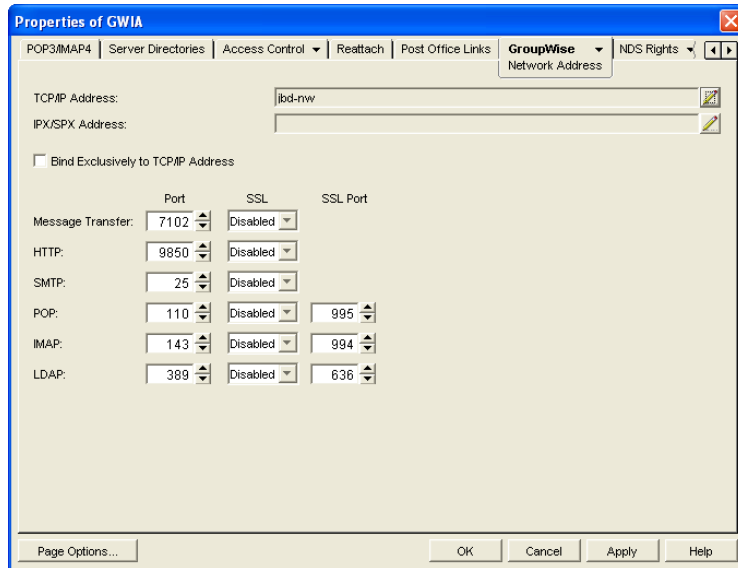 Properties of GWIA
POP3/IMAP4 Server Directories Access Control Reattach Post Office Links GroupWise NDS Rights
Network Address
TCP/IP Address: jbd-nw
IPX/SPX Address:
Bind Exclusively to TCP/IP Address
Port SSL SSL Port
Message Transfer: 7102 Disabled
HTTP: 9850 Disabled
SMTP: 25 Disabled
POP: 110 Disabled 995
IMAP: 143 Disabled 994
LDAP: 389 Disabled 636
Page Options... OK Cancel Apply Help